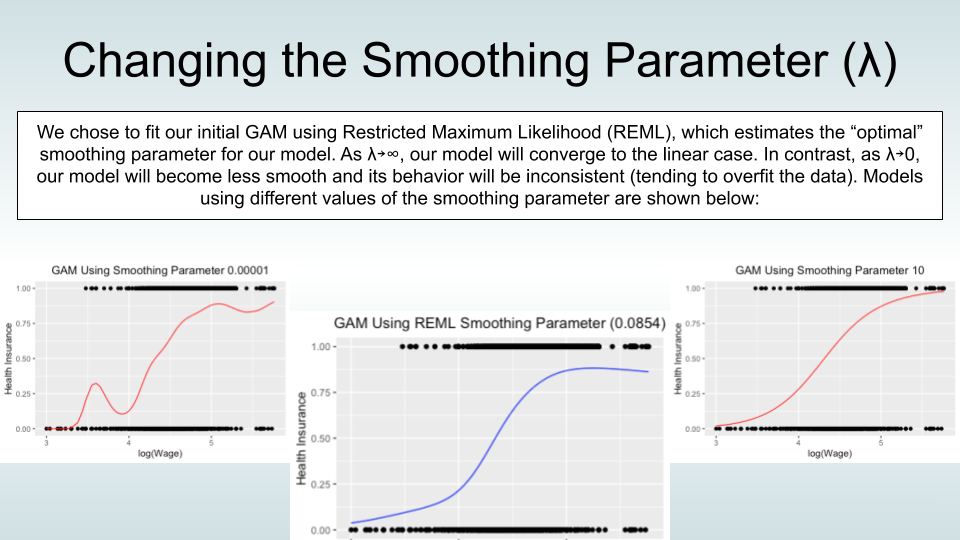 Changing the Smoothing Parameter (λ)
We chose to fit our initial GAM using Restricted Maximum Likelihood (REML), which estimates the “optimal”
smoothing parameter for our model. As λ→∞, our model will converge to the linear case. In contrast, as λ→0,
our model will become less smooth and its behavior will be inconsistent (tending to overfit the data). Models
using different values of the smoothing parameter are shown below:
GAM Using Smoothing Parameter 0.00001
1.00
0.75
0.50
0.25
0.00
Health Insurance
3 4 5
log(Wage)
GAM Using REML Smoothing Parameter (0.0854)
1.00
0.75
0.50
0.25
0.00
Health Insurance
GAM Using Smoothing Parameter 10
1.00
0.75
0.50
0.25
0.00
Health Insurance
3 4 5
log(Wage)